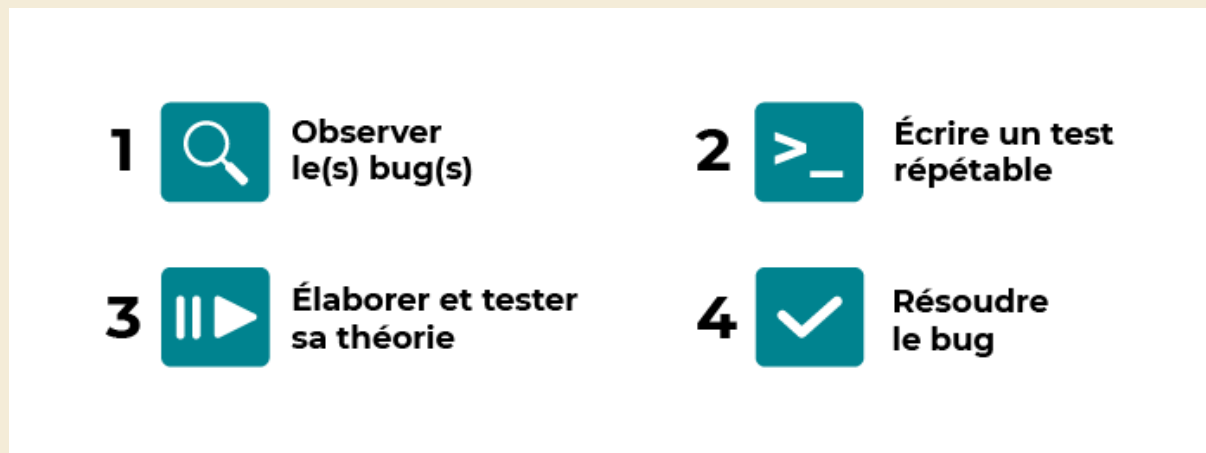 1
Observer
le(s) bug(s)
2
>_
Écrire un test
répétable
3
Élaborer et tester
sa théorie
4
Résoudre
le bug